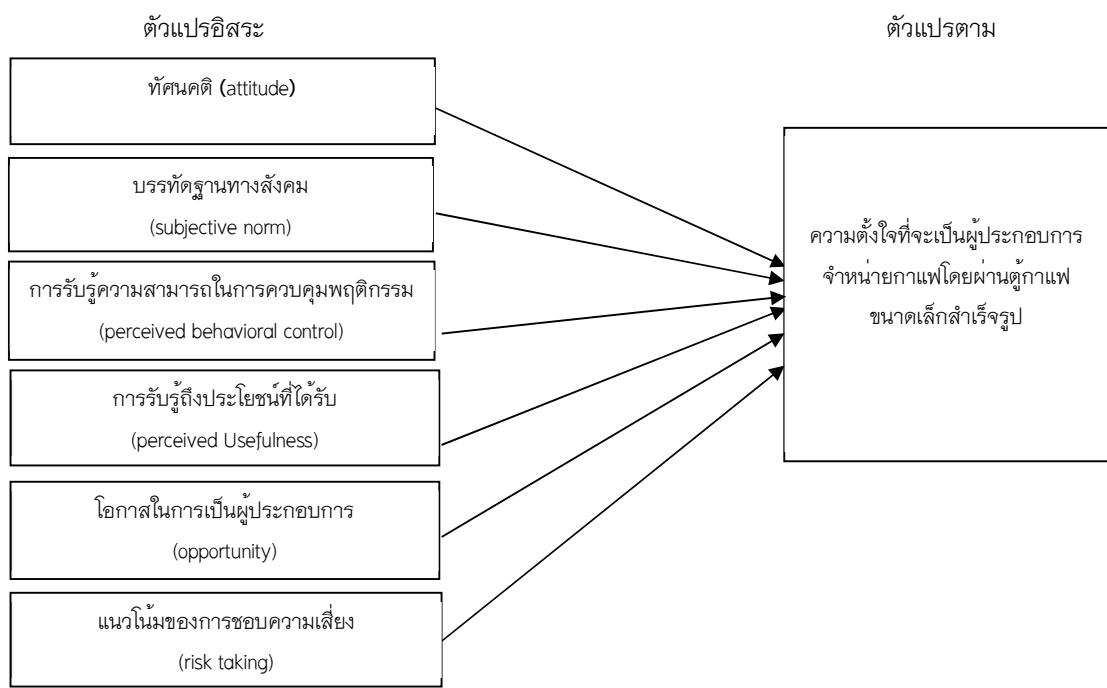 ตัวแปรอิสระ
ตัวแปรตาม
ทัศนคติ (attitude)
บรรทัดฐานทางสังคม
(subjective norm)
การรับรู้ความสามารถในการควบคุมพฤติกรรม
(perceived behavioral control)
การรับรู้ถึงประโยชน์ที่ได้รับ
(perceived Usefulness)
โอกาสในการเป็นผู้ประกอบการ
(opportunity)
แนวโน้มของการชอบความเสี่ยง
(risk taking)
ความตั้งใจที่จะเป็นผู้ประกอบการ
จำหน่ายกาแฟโดยผ่านตู้กาแฟ
ขนาดเล็กสำเร็จรูป